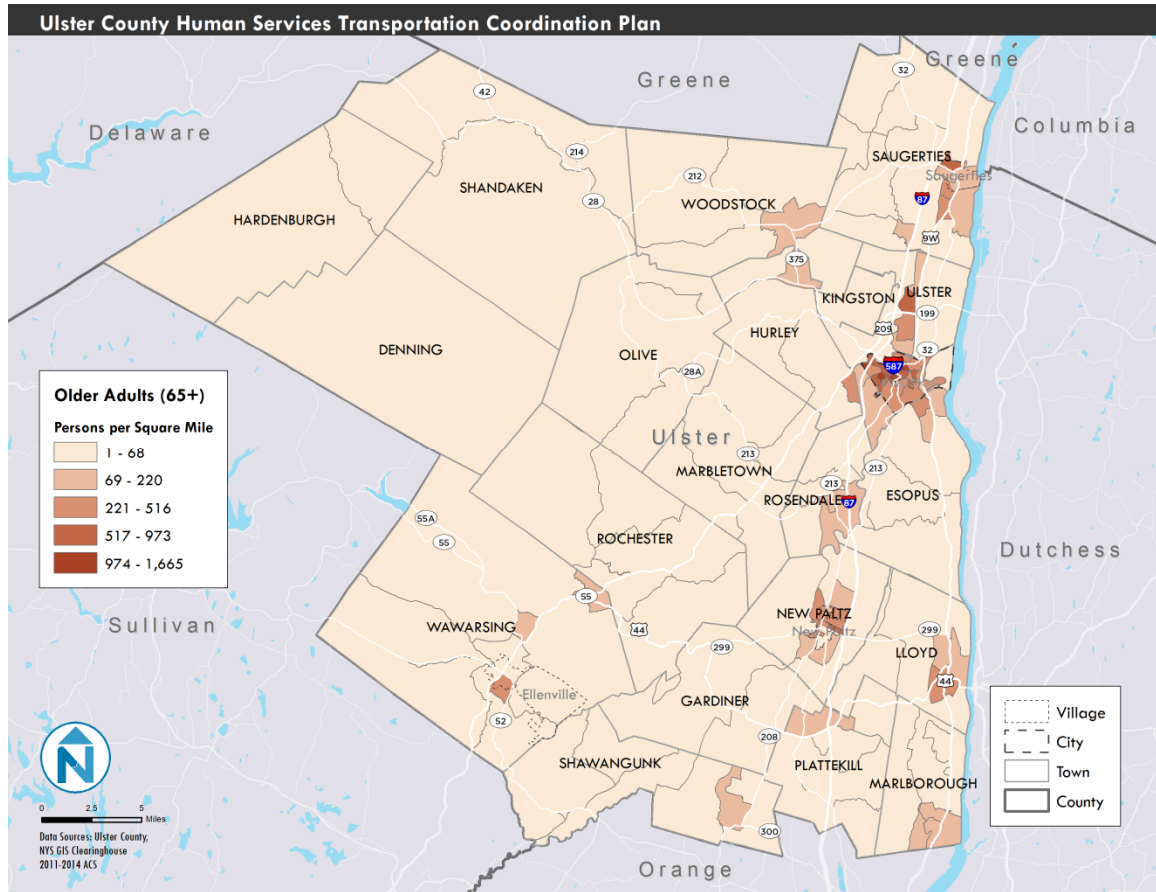 Ulster County Human Services Transportation Coordination Plan
Greene
Greene
32
42
Delaware
Columbia
214
SAUGERTIES
Saugerties
212
SHANDAKEN
28
WOODSTOCK
87
HARDENBURGH
9W
375
KINGSTON
ULSTER
199
209
HURLEY
DENNING
OLIVE
32
587
28A
Older Adults (65+)
Persons per Square Mile
1 - 68
69 - 220
221 - 516
517 - 973
974 - 1,665
Ulster
213
MARBLETOWN
213
213
ROSENDALE
87
ESOPUS
55A
55
ROCHESTER
Dutchess
55
Sullivan
WAWARSING
44
NEW PALTZ
New Paltz
299
299
LLOYD
44
Ellenville
GARDINER
52
208
SHAWANGUNK
PLATTEKILL
MARLBOROUGH
300
Orange
Village
City
Town
County
N
0 2.5 5
Miles
Data Sources: Ulster County,
NYS GIS Clearinghouse
2011-2014 ACS